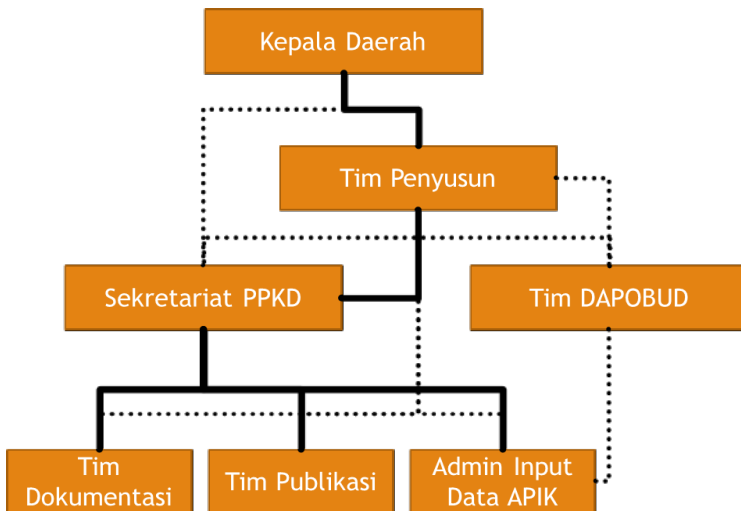 Kepala Daerah
Tim Penyusun
Sekretariat PPKD
Tim DAPOBUD
Tim
Dokumentasi
Tim Publikasi
Admin Input
Data APIK